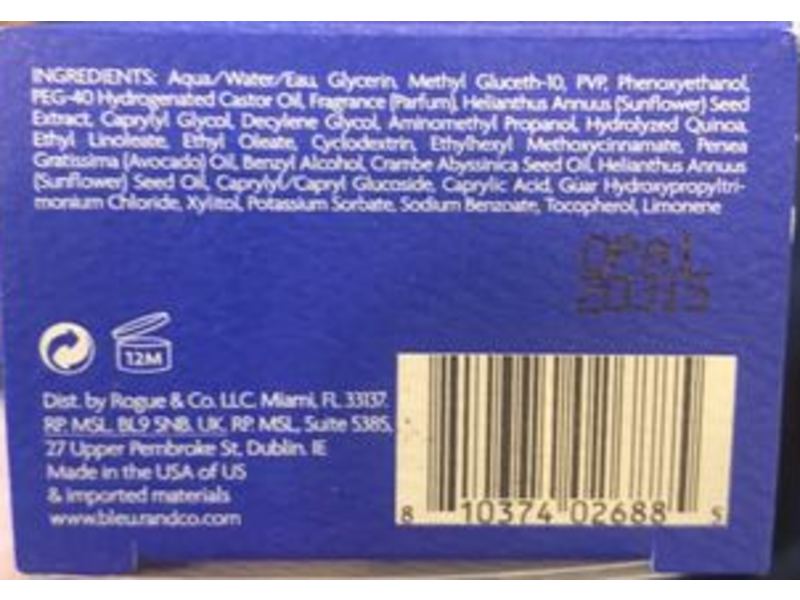 INGREDIENTS: Aqua/Water/Eau, Glycerin, Methyl Gluceth-10, PVP, Phenoxyethanol,
PEG-40 Hydrogenated Castor Oil, Fragrance (Parfum), Helianthus Annuus (Sunflower) Seed
Extract, Caprylyl Glycol, Decylene Glycol, Aminomethyl Propanol, Hydrolyzed Quinoa,
Ethyl Linoleate, Ethyl Oleate, Cyclodextrin, Ethylhexyl Methoxycinnamate, Persea
Gratissima (Avocado) Oil, Benzyl Alcohol, Crambe Abyssinica Seed Oil, Helianthus Annuus
(Sunflower) Seed Oil, Caprylyl/Capryl Glucoside, Caprylic Acid, Guar Hydroxypropyltri-
monium Chloride, Xylitol, Potassium Sorbate, Sodium Benzoate, Tocopherol, Limonene
12M
Dist. by Rogue & Co. LLC. Miami, FL 33137.
RP MSL, BL9 5NB, UK. RP MSL, Suite 5385,
27 Upper Pembroke St, Dublin. IE
Made in the USA of US
& imported materials
www.bleu.randco.com
8 10374 02688 5